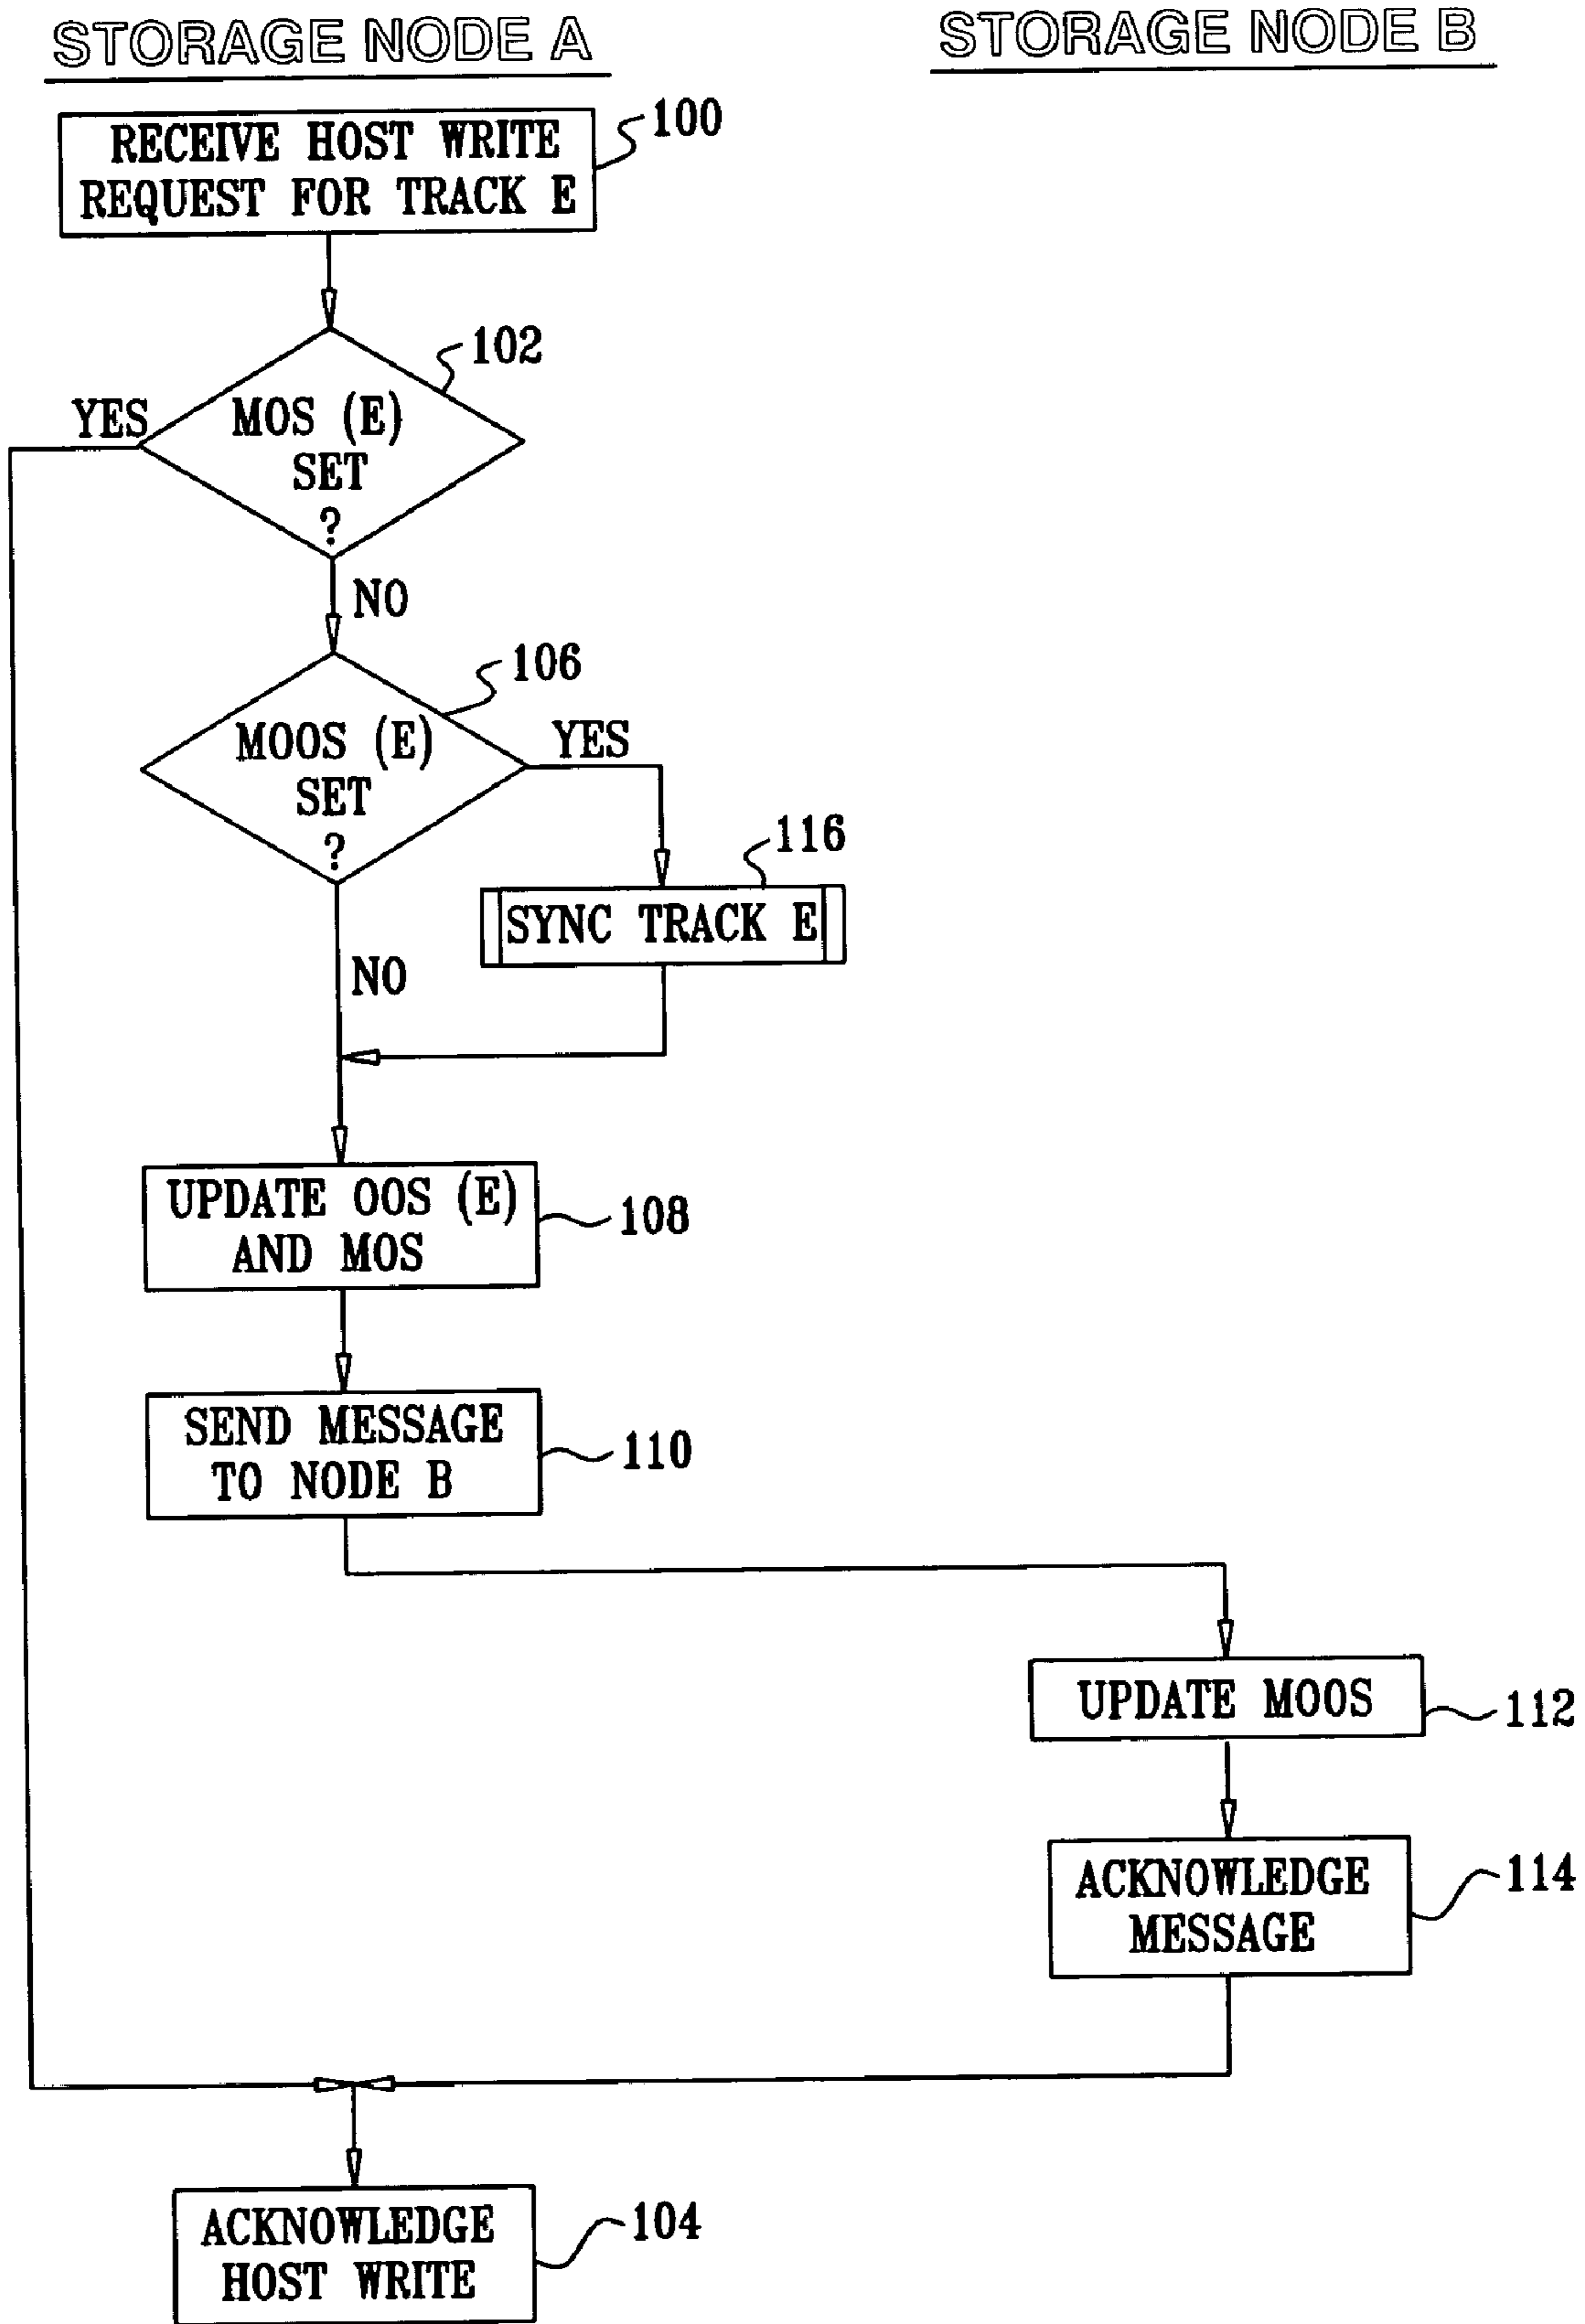 STORAGE NODE A
STORAGE NODE B
RECEIVE HOST WRITE
REQUEST FOR TRACK E
100
102
YES
MOS (E)
SET
?
NO
106
MOOS (E)
SET
?
YES
116
SYNC TRACK E
NO
UPDATE OOS (E)
AND MOS
108
SEND MESSAGE
TO NODE B
110
UPDATE MOOS
112
ACKNOWLEDGE
MESSAGE
114
ACKNOWLEDGE
HOST WRITE
104